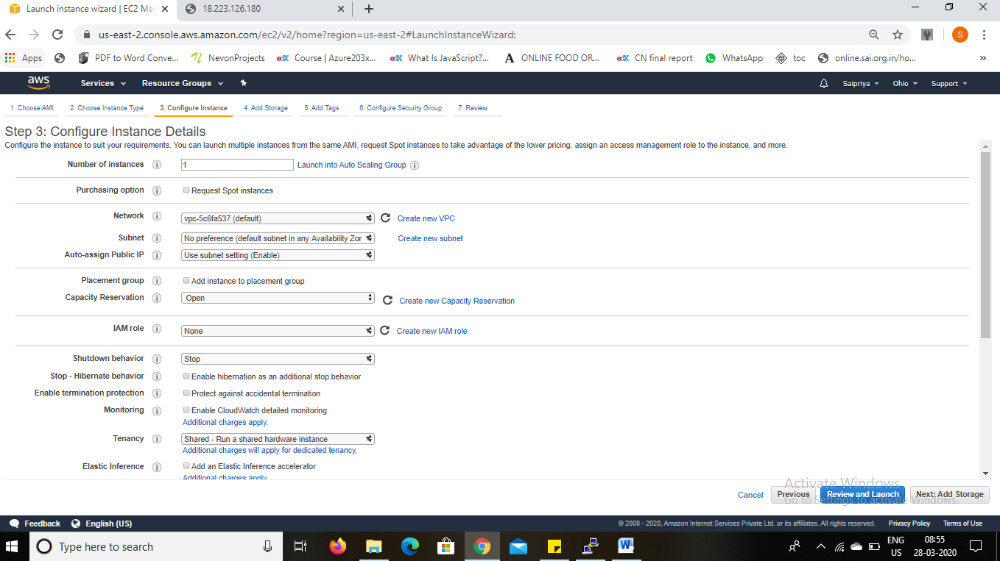 Launch instance wizard | EC2 Ma
18.223.126.180
us-east-2.console.aws.amazon.com/ec2/v2/home?region=us-east-2#LaunchInstanceWizard:
S
Apps
PDF to Word Conve...
NevonProjects
edX Course | Azure203x...
edX What Is JavaScript?...
A ONLINE FOOD OR...
edX CN final report
WhatsApp
toc
online.sai.org.in/ho...
aws Services Resource Groups Saipriya Ohio Support
1. Choose AMI 2. Choose Instance Type 3. Configure Instance 4. Add Storage 5. Add Tags 6. Configure Security Group 7. Review
Step 3: Configure Instance Details
Configure the instance to suit your requirements. You can launch multiple instances from the same AMI, request Spot instances to take advantage of the lower pricing, assign an access management role to the instance, and more.
Number of instances i 1 Launch into Auto Scaling Group i
Purchasing option i Request Spot instances
Network i vpc-5c6fa537 (default) Create new VPC
Subnet i No preference (default subnet in any Availability Zor Create new subnet
Auto-assign Public IP i Use subnet setting (Enable)
Placement group i Add instance to placement group
Capacity Reservation i Open Create new Capacity Reservation
IAM role i None Create new IAM role
Shutdown behavior i Stop
Stop - Hibernate behavior i Enable hibernation as an additional stop behavior
Enable termination protection i Protect against accidental termination
Monitoring i Enable CloudWatch detailed monitoring
Additional charges apply.
Tenancy i Shared - Run a shared hardware instance
Additional charges will apply for dedicated tenancy.
Elastic Inference i Add an Elastic Inference accelerator
Additional charges apply.
Activate Windows
Go to Settings to activate Windows.
Cancel Previous Review and Launch Next: Add Storage
Feedback English (US) © 2008 - 2020, Amazon Internet Services Private Ltd. or its affiliates. All rights reserved. Privacy Policy Terms of Use
Type here to search
ENG
US
08:55
28-03-2020